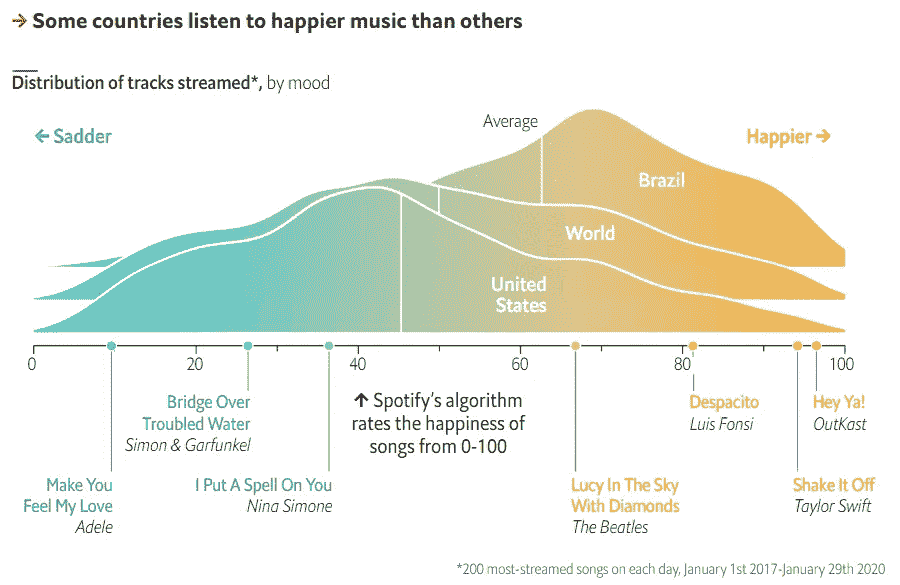 → Some countries listen to happier music than others
Distribution of tracks streamed*, by mood
← Sadder
Average
Happier →
Brazil
World
United
States
0
20
40
60
80
100
Bridge Over
Troubled Water
Simon & Garfunkel
↑ Spotify's algorithm
rates the happiness of
songs from 0-100
Despacito
Luis Fonsi
Hey Ya!
OutKast
Make You
Feel My Love
Adele
I Put A Spell On You
Nina Simone
Lucy In The Sky
With Diamonds
The Beatles
Shake It Off
Taylor Swift
*200 most-streamed songs on each day, January 1st 2017-January 29th 2020